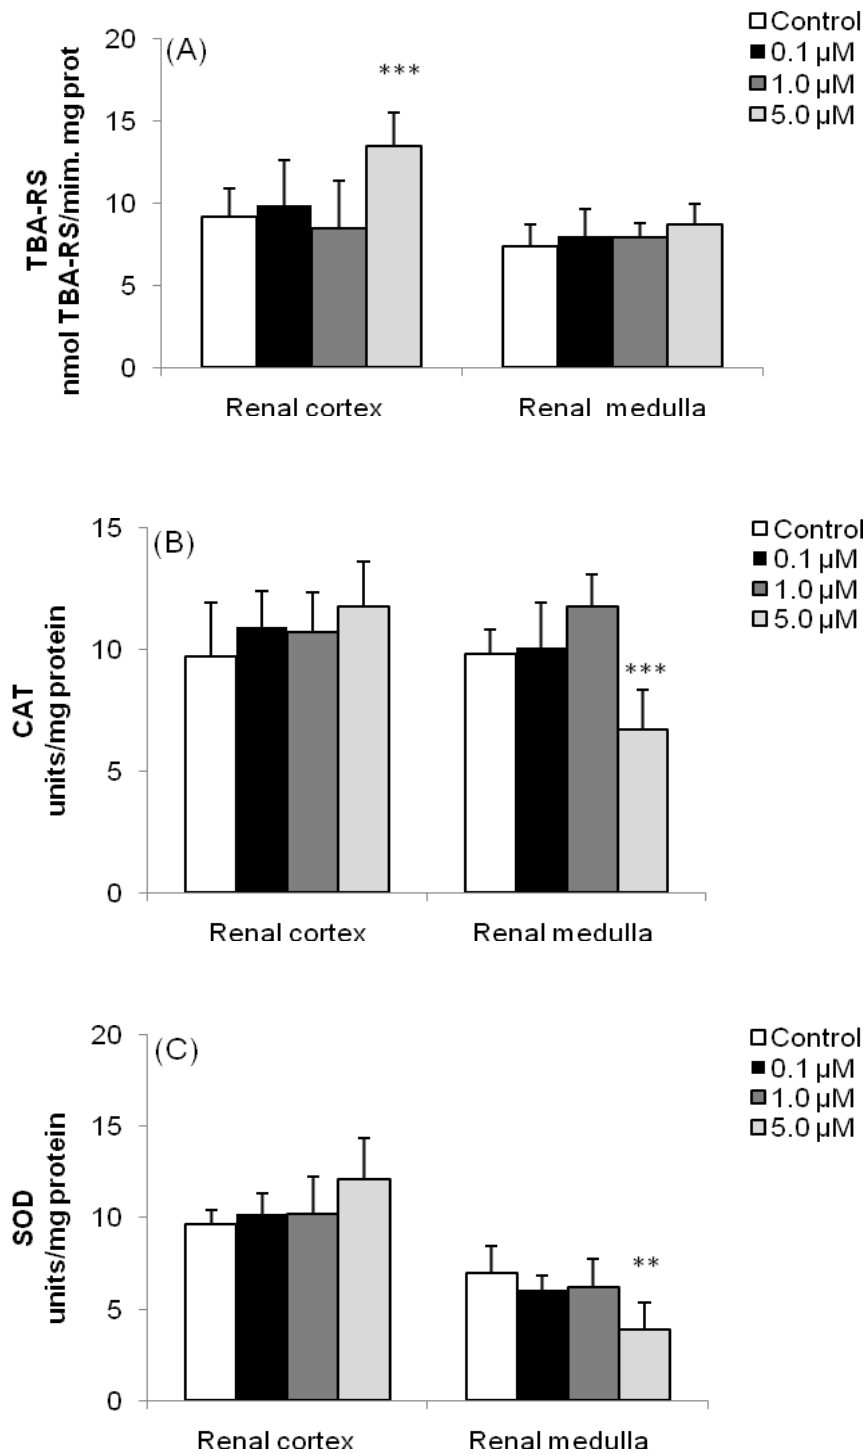 (A)
Control
0.1 µM
1.0 µM
5.0 µM
20
15
10
5
0
***
TBA-RS
nmol TBA-RS/mim. mg prot
Renal cortex
Renal medulla
(B)
Control
0.1 µM
1.0 µM
5.0 µM
15
10
5
0
***
CAT
units/mg protein
Renal cortex
Renal medulla
(C)
Control
0.1 µM
1.0 µM
5.0 µM
20
15
10
5
0
**
SOD
units/mg protein
Renal cortex
Renal medulla